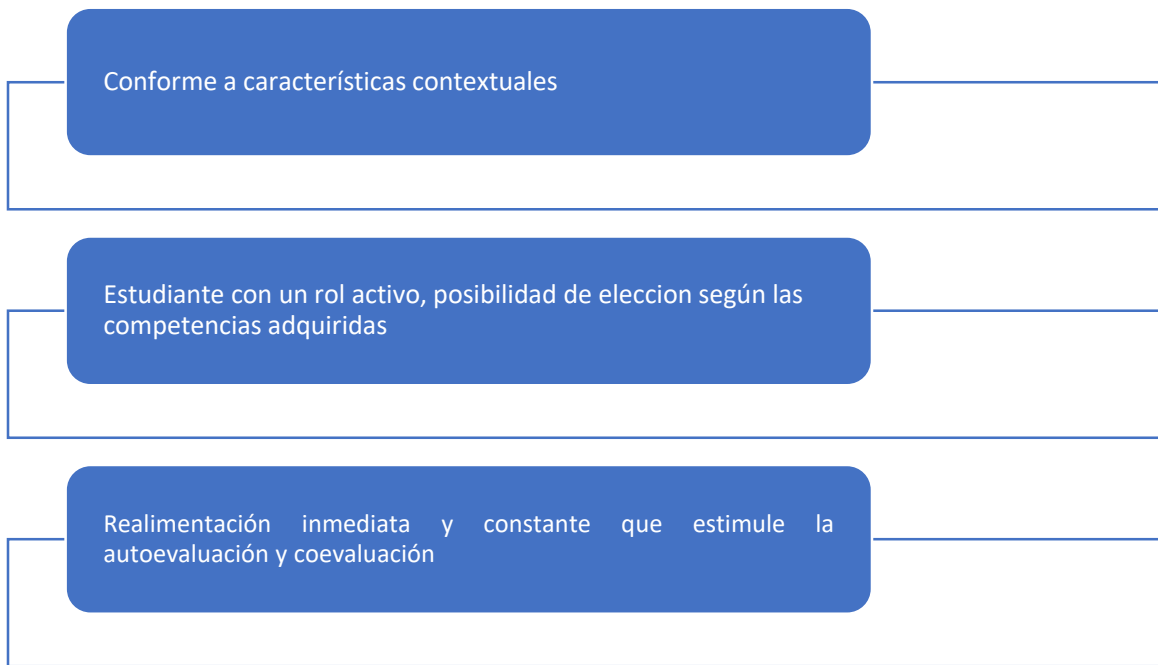 Conforme a características contextuales
Estudiante con un rol activo, posibilidad de eleccion según las
competencias adquiridas
Realimentación inmediata y constante que estimule la
autoevaluación y coevaluación